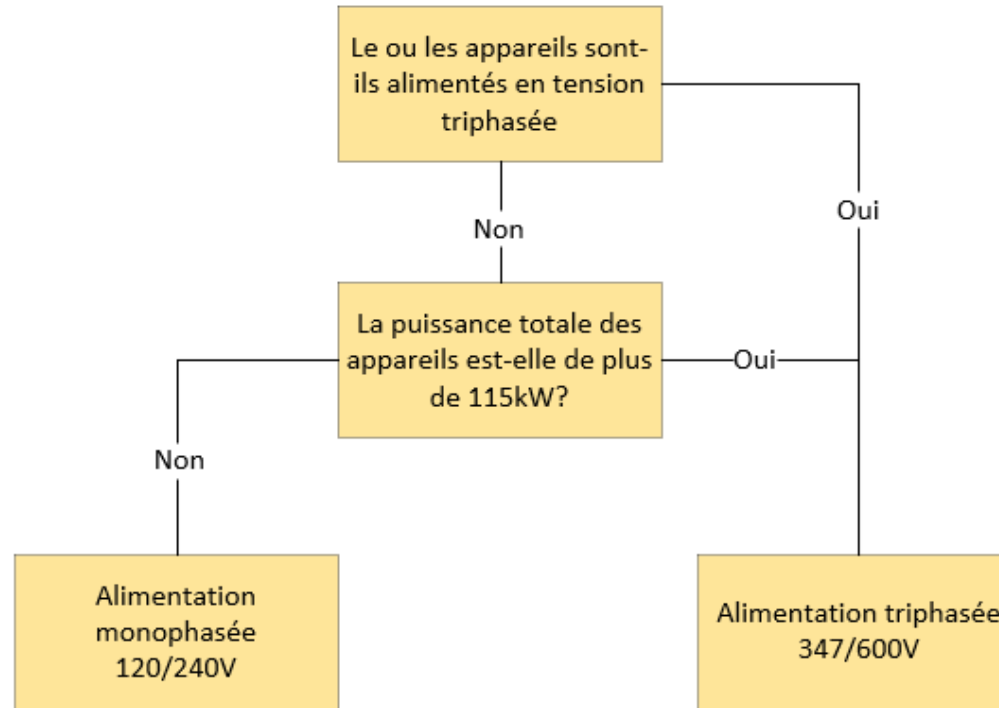 Le ou les appareils sont-
ils alimentés en tension
triphasée
Oui
Non
La puissance totale des
appareils est-elle de plus
de 115kW?
Oui
Non
Alimentation
monophasée
120/240V
Alimentation triphasée
347/600V